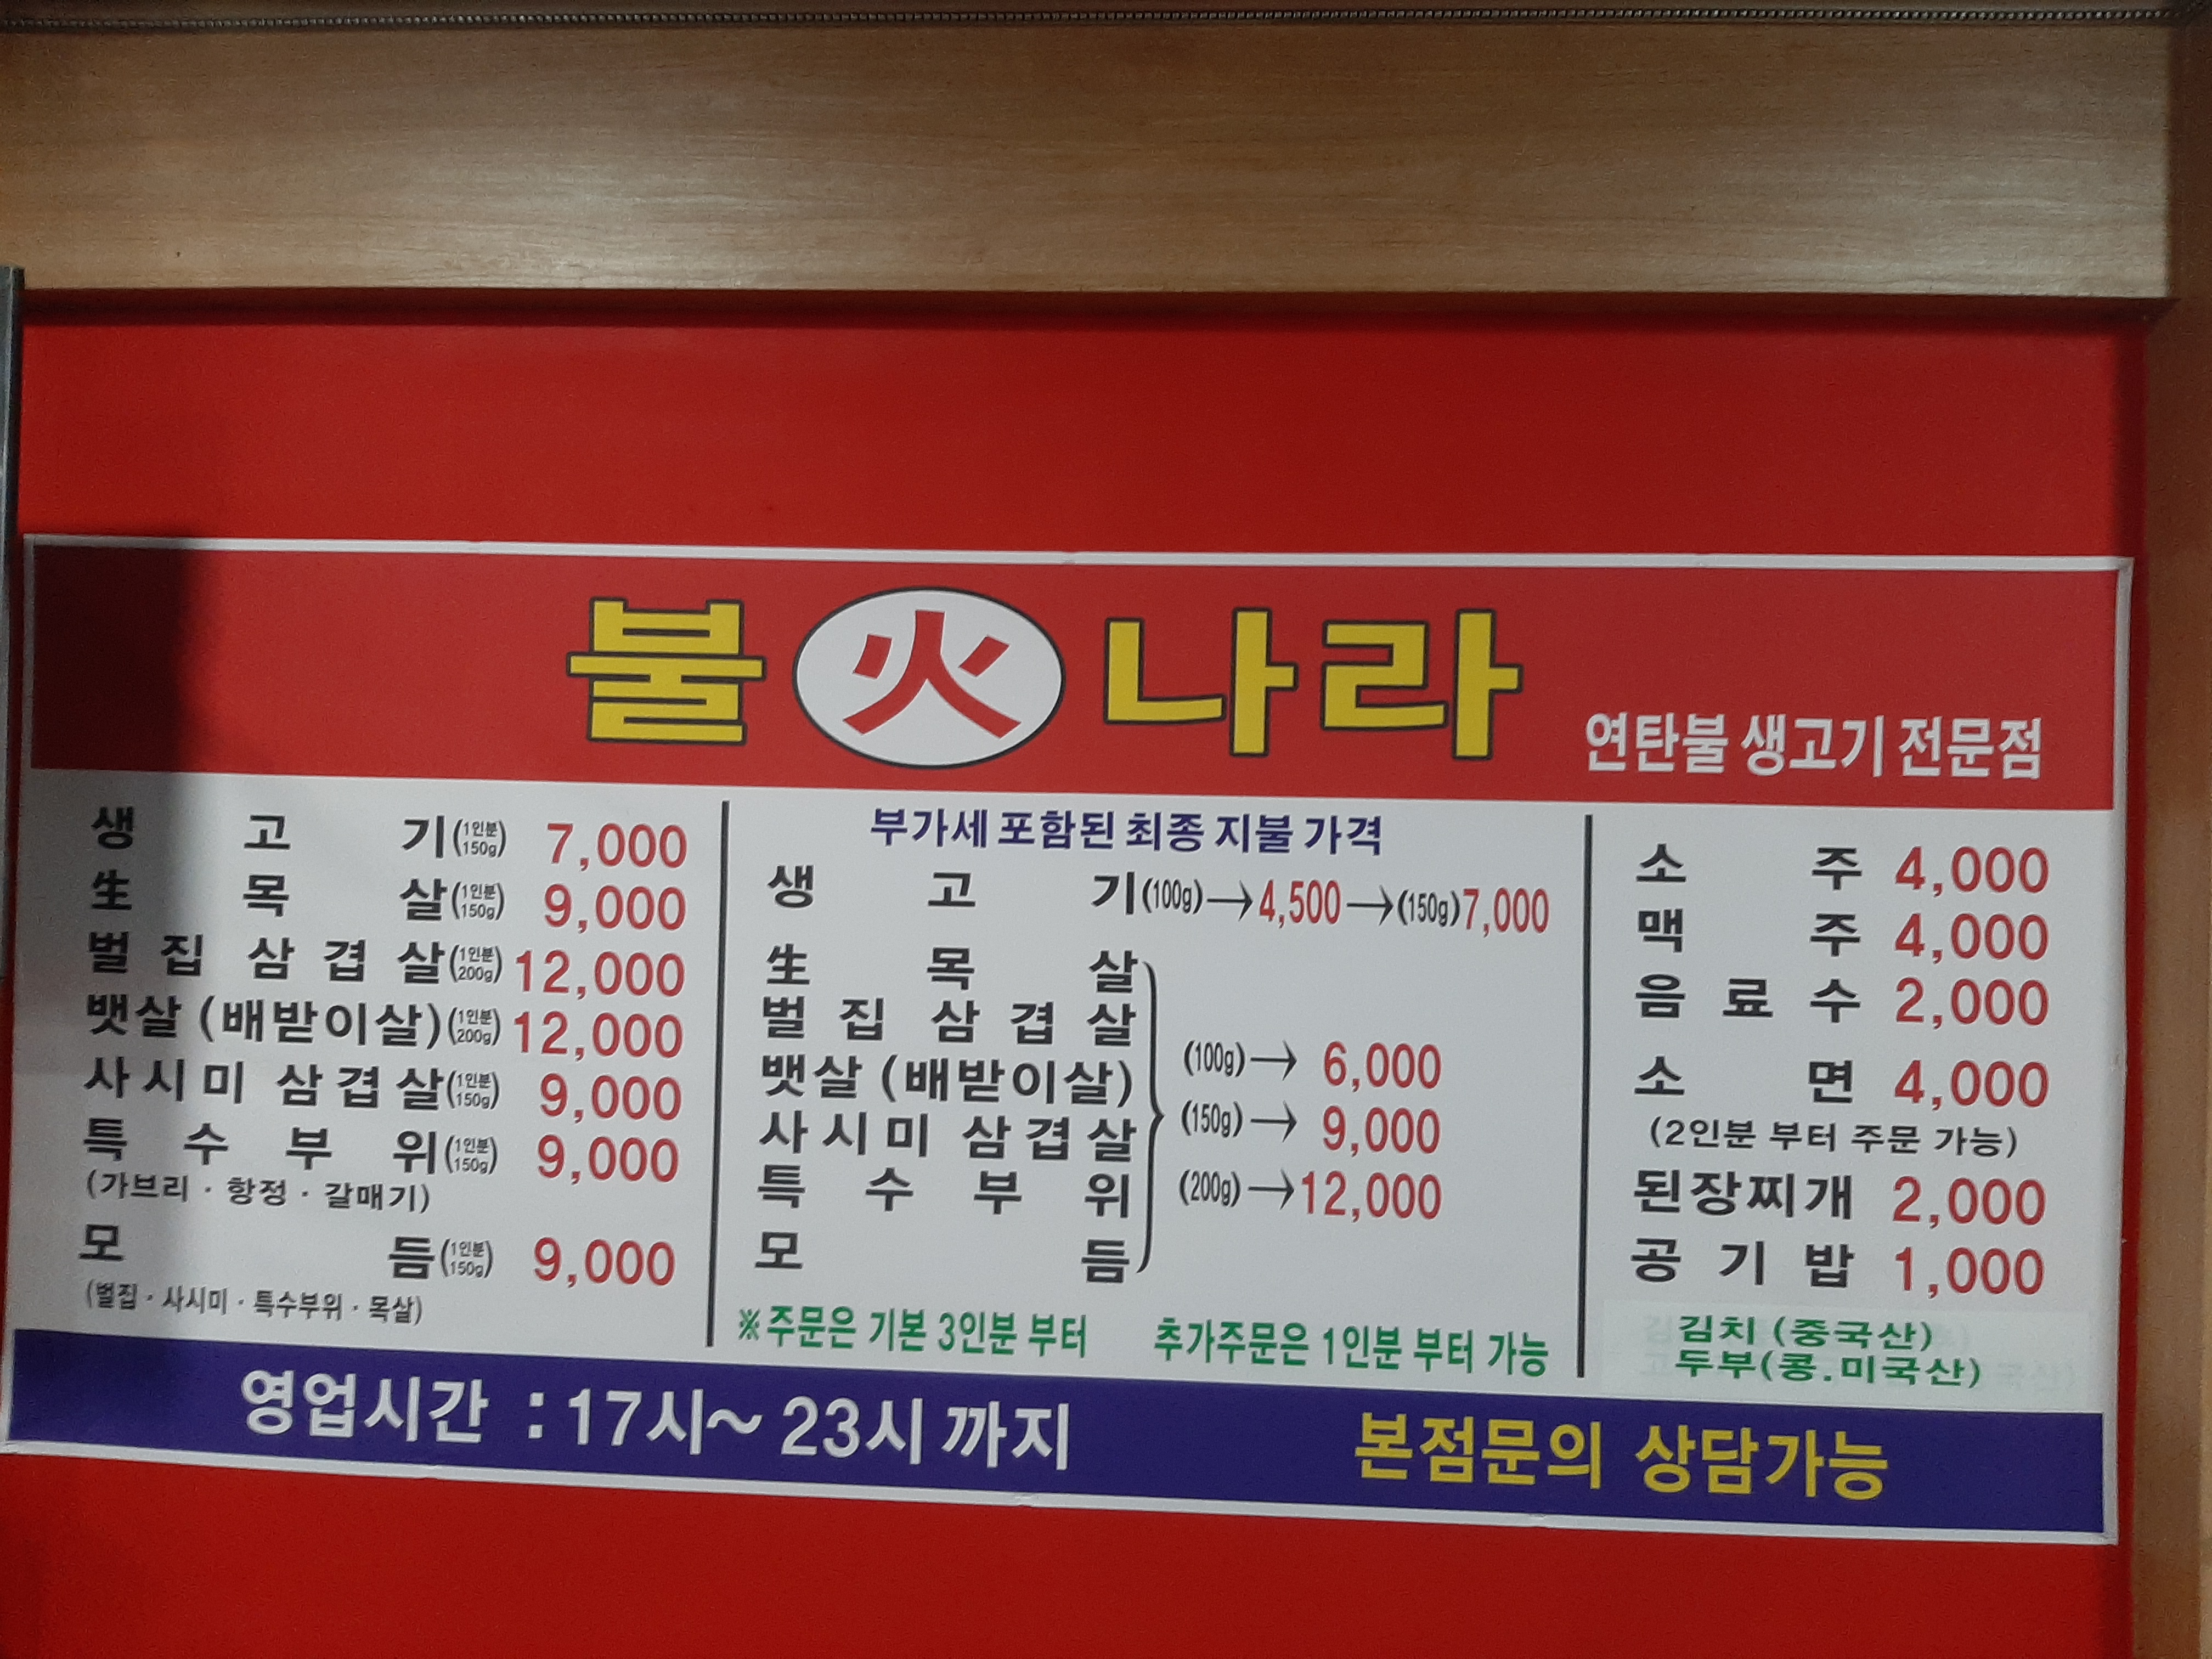 불 火 나라 연탄불 생고기 전문점
생고기(1인분 150g) 7,000
生목살(1인분 150g) 9,000
벌집삼겹살(1인분 200g) 12,000
뱃살(배받이살)(1인분 200g) 12,000
사시미 삼겹살(1인분 150g) 9,000
특수부위(1인분 150g) 9,000
(가브리·항정·갈매기)
모듬(1인분 150g) 9,000
(벌집·사시미·특수부위·목살)
부가세 포함된 최종 지불 가격
생고기(100g)→4,500→(150g)7,000
生목살
벌집삼겹살
뱃살(배받이살)
사시미 삼겹살
특수부위
모듬
(100g)→ 6,000
(150g)→ 9,000
(200g)→12,000
※주문은 기본 3인분 부터 추가주문은 1인분 부터 가능
소주 4,000
맥주 4,000
음료수 2,000
소면 4,000
(2인분 부터 주문 가능)
된장찌개 2,000
공기밥 1,000
김치(중국산)
두부(콩.미국산)
영업시간 : 17시~ 23시 까지 본점문의 상담가능